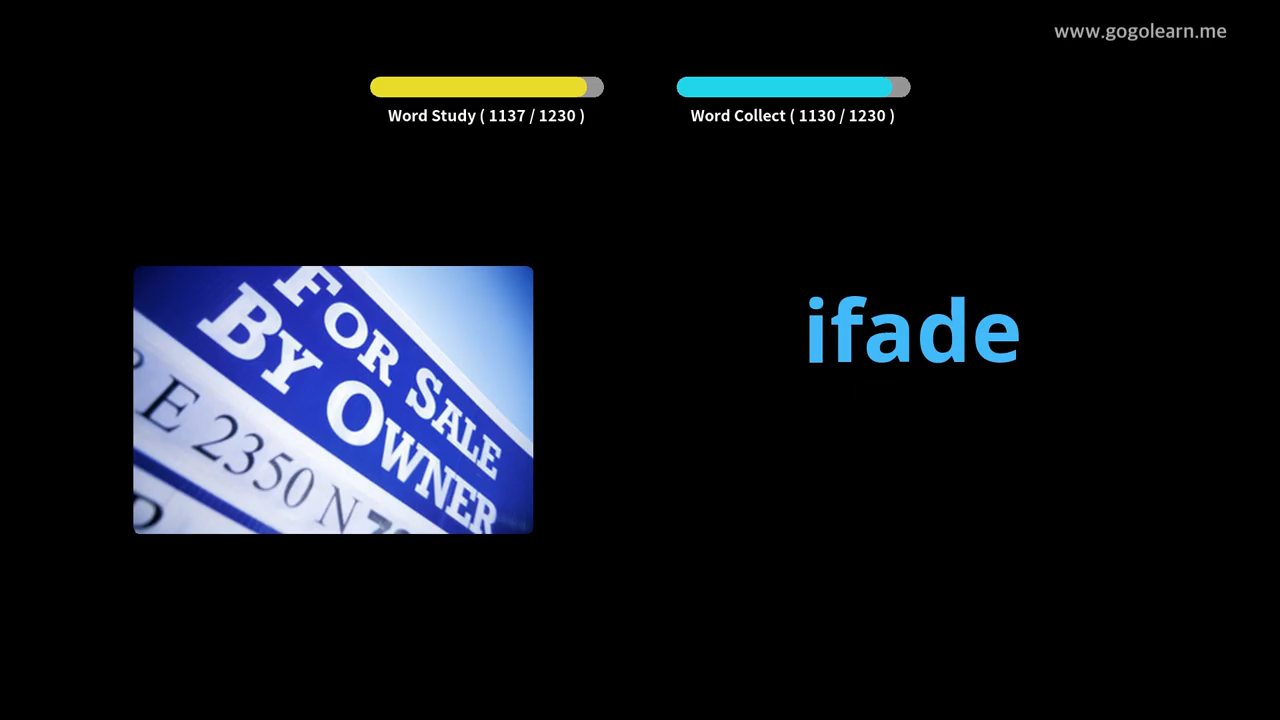 www.gogolearn.me
Word Study ( 1137 / 1230 )
Word Collect ( 1130 / 1230 )
FOR SALE
BY OWNER
E 2350 N
ifade